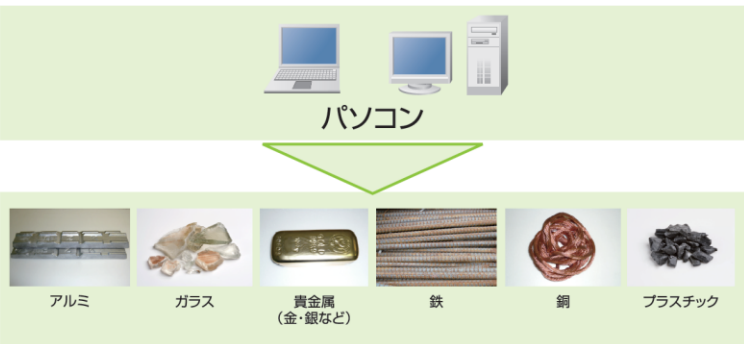 パソコン
アルミ
ガラス
貴金属
（金・銀など）
鉄
銅
プラスチック